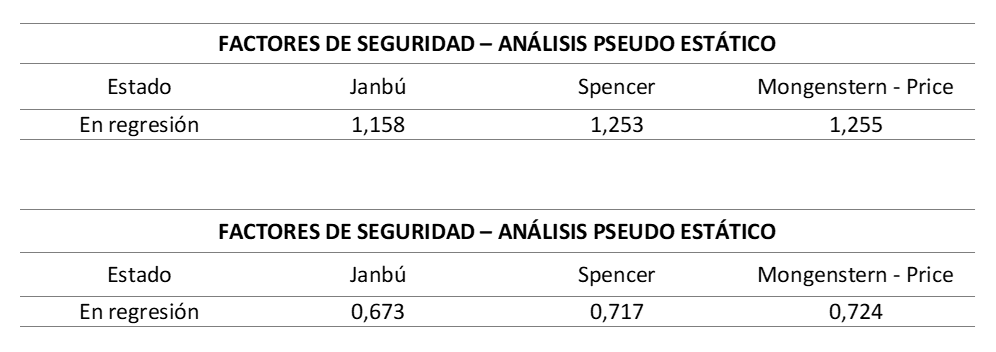 FACTORES DE SEGURIDAD – ANÁLISIS PSEUDO ESTÁTICO
Estado Janbú Spencer Mongenstern - Price
En regresión 1,158 1,253 1,255
FACTORES DE SEGURIDAD – ANÁLISIS PSEUDO ESTÁTICO
Estado Janbú Spencer Mongenstern - Price
En regresión 0,673 0,717 0,724